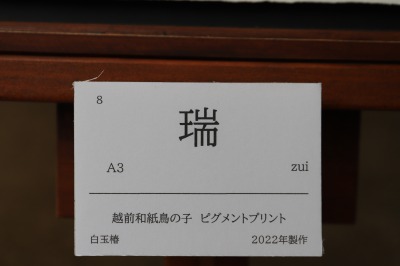 8
瑞
A3 zui
越前和紙鳥の子 ピグメントプリント
白玉椿 2022年製作